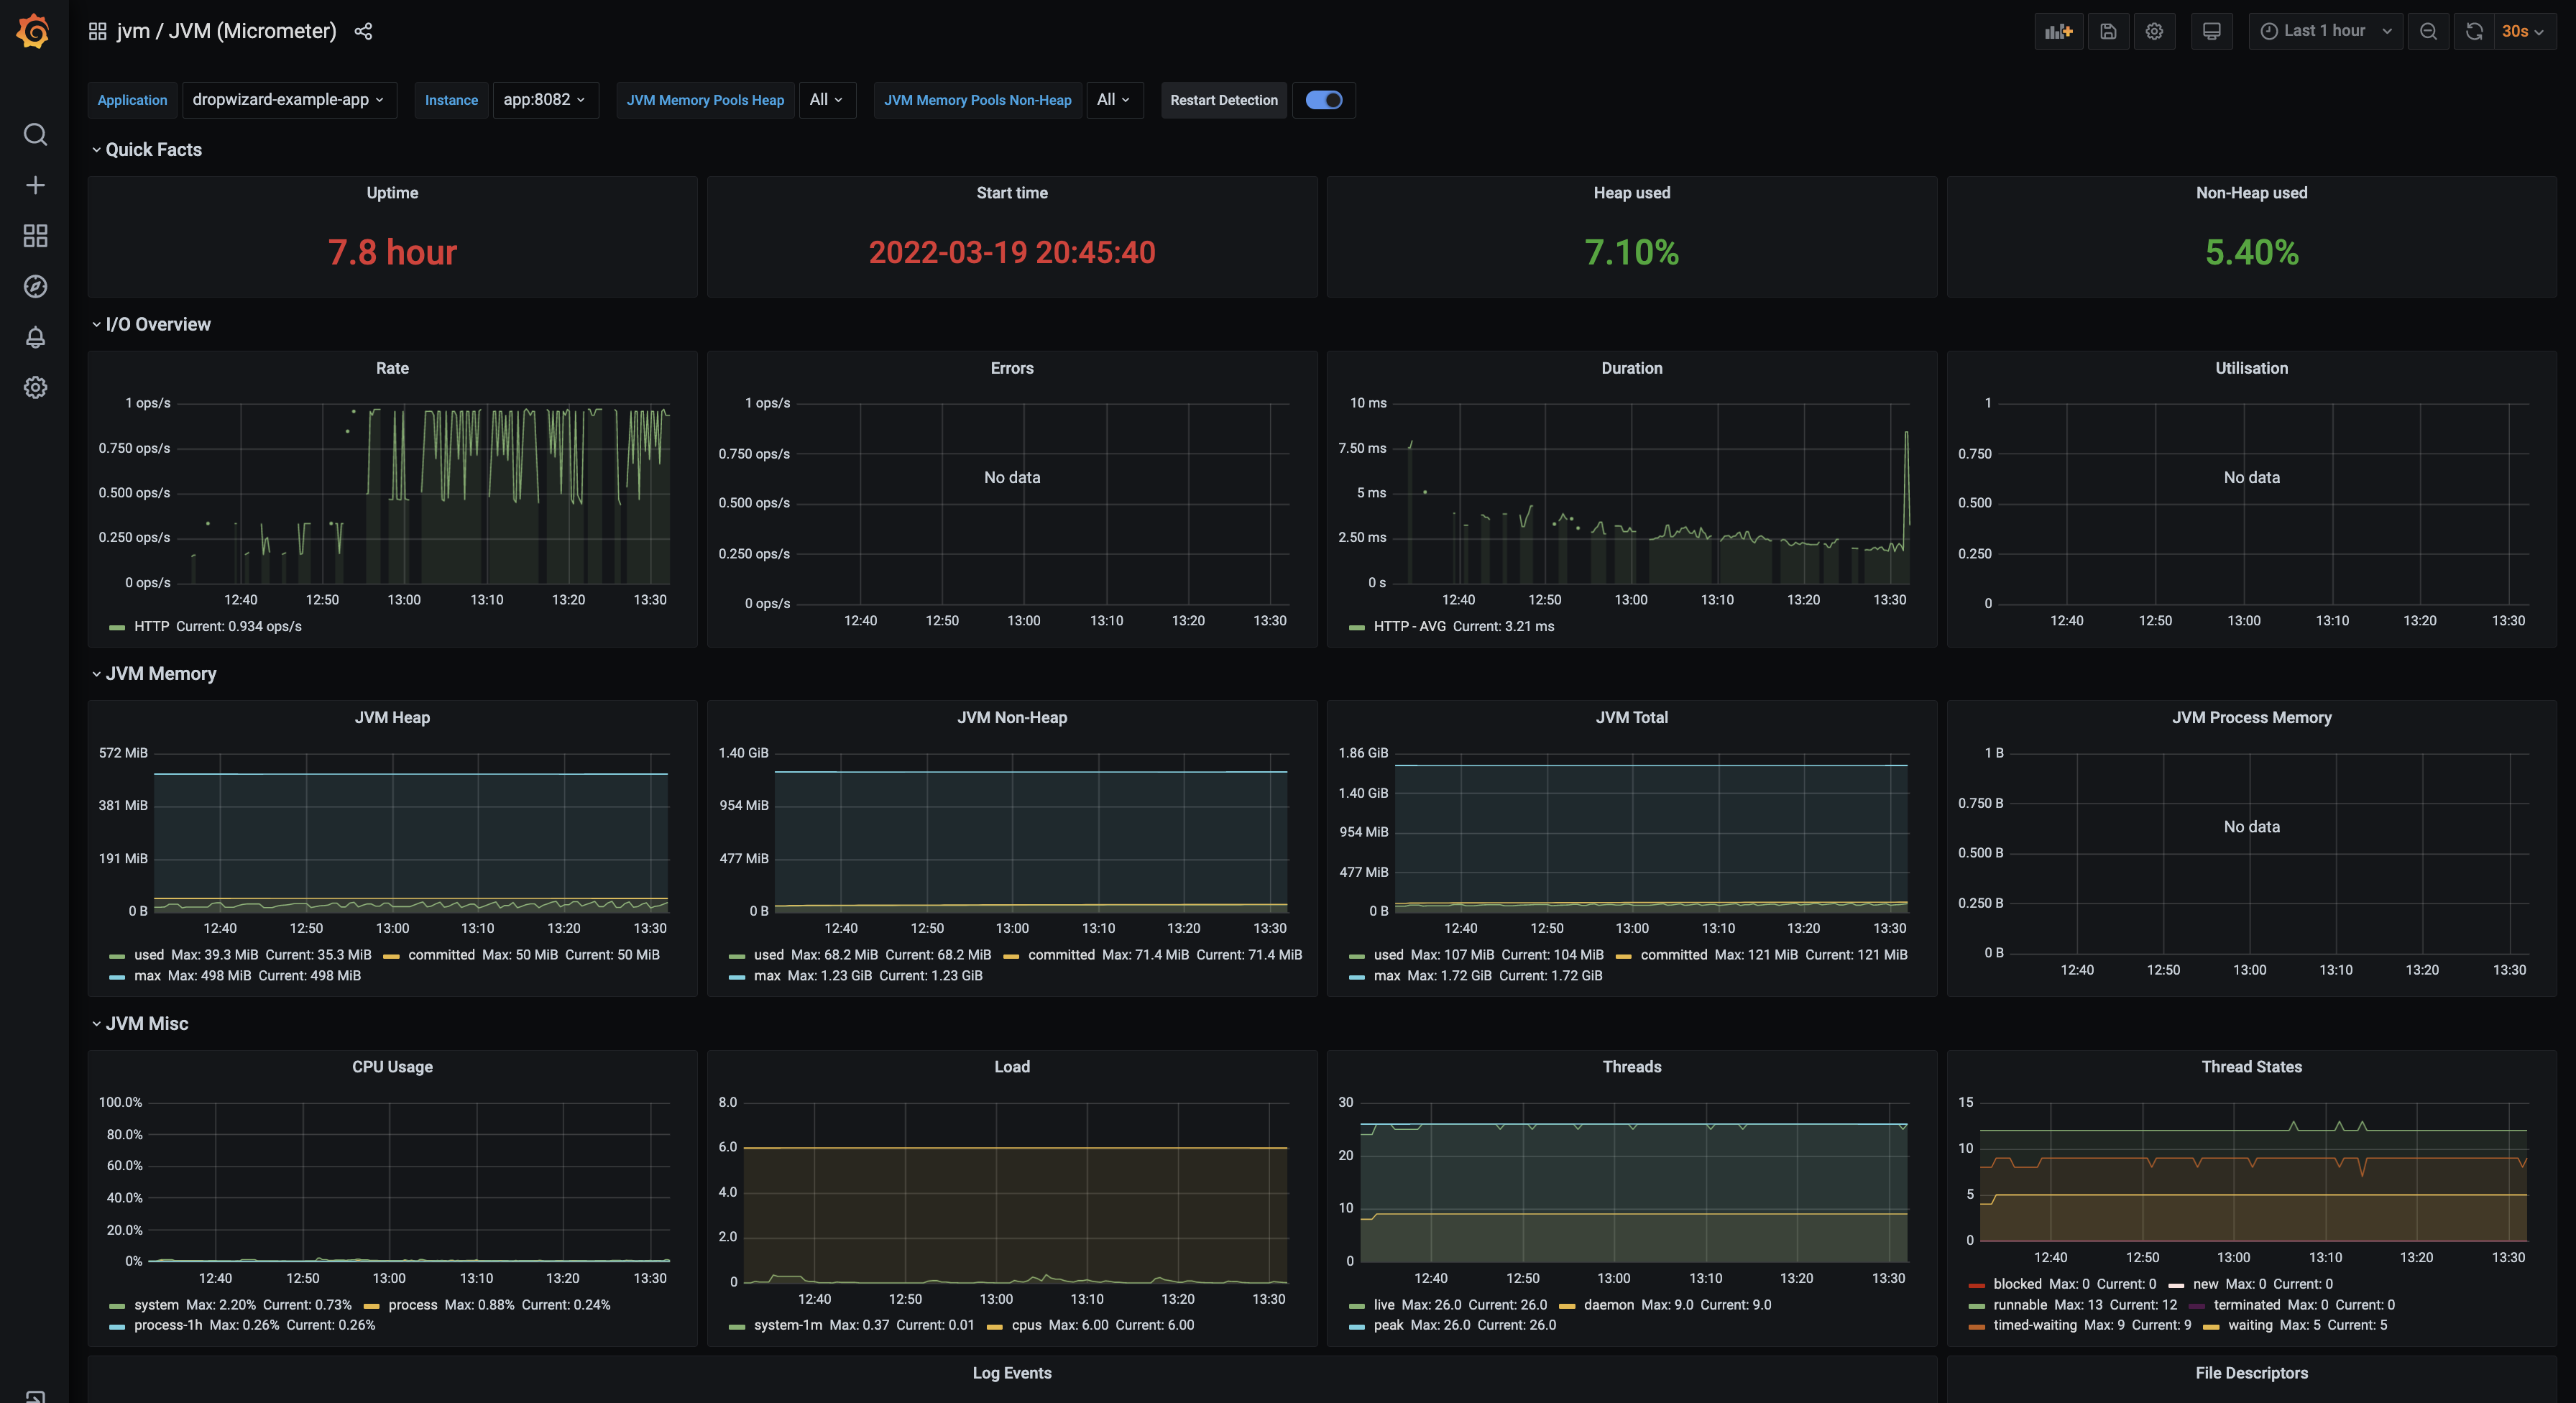 jvm / JVM (Micrometer)
Last 1 hour
30s
Application dropwizard-example-app Instance app:8082 JVM Memory Pools Heap All JVM Memory Pools Non-Heap All Restart Detection
Quick Facts
Uptime
7.8 hour
Start time
2022-03-19 20:45:40
Heap used
7.10%
Non-Heap used
5.40%
I/O Overview
Rate
1 ops/s
0.750 ops/s
0.500 ops/s
0.250 ops/s
0 ops/s
12:40 12:50 13:00 13:10 13:20 13:30
HTTP Current: 0.934 ops/s
Errors
1 ops/s
0.750 ops/s
0.500 ops/s
0.250 ops/s
0 ops/s
No data
12:40 12:50 13:00 13:10 13:20 13:30
Duration
10 ms
7.50 ms
5 ms
2.50 ms
0 s
12:40 12:50 13:00 13:10 13:20 13:30
HTTP - AVG Current: 3.21 ms
Utilisation
1
0.750
0.500
0.250
0
No data
12:40 12:50 13:00 13:10 13:20 13:30
JVM Memory
JVM Heap
572 MiB
381 MiB
191 MiB
0 B
12:40 12:50 13:00 13:10 13:20 13:30
used Max: 39.3 MiB Current: 35.3 MiB committed Max: 50 MiB Current: 50 MiB
max Max: 498 MiB Current: 498 MiB
JVM Non-Heap
1.40 GiB
954 MiB
477 MiB
0 B
12:40 12:50 13:00 13:10 13:20 13:30
used Max: 68.2 MiB Current: 68.2 MiB committed Max: 71.4 MiB Current: 71.4 MiB
max Max: 1.23 GiB Current: 1.23 GiB
JVM Total
1.86 GiB
1.40 GiB
954 MiB
477 MiB
0 B
12:40 12:50 13:00 13:10 13:20 13:30
used Max: 107 MiB Current: 104 MiB committed Max: 121 MiB Current: 121 MiB
max Max: 1.72 GiB Current: 1.72 GiB
JVM Process Memory
1 B
0.750 B
0.500 B
0.250 B
0 B
No data
12:40 12:50 13:00 13:10 13:20 13:30
JVM Misc
CPU Usage
100.0%
80.0%
60.0%
40.0%
20.0%
0%
12:40 12:50 13:00 13:10 13:20 13:30
system Max: 2.20% Current: 0.73% process Max: 0.88% Current: 0.24%
process-1h Max: 0.26% Current: 0.26%
Load
8.0
6.0
4.0
2.0
0
12:40 12:50 13:00 13:10 13:20 13:30
system-1m Max: 0.37 Current: 0.01 cpus Max: 6.00 Current: 6.00
Threads
30
20
10
0
12:40 12:50 13:00 13:10 13:20 13:30
live Max: 26.0 Current: 26.0 daemon Max: 9.0 Current: 9.0
peak Max: 26.0 Current: 26.0
Thread States
15
10
5
0
12:40 12:50 13:00 13:10 13:20 13:30
blocked Max: 0 Current: 0 new Max: 0 Current: 0
runnable Max: 13 Current: 12 terminated Max: 0 Current: 0
timed-waiting Max: 9 Current: 9 waiting Max: 5 Current: 5
Log Events
File Descriptors